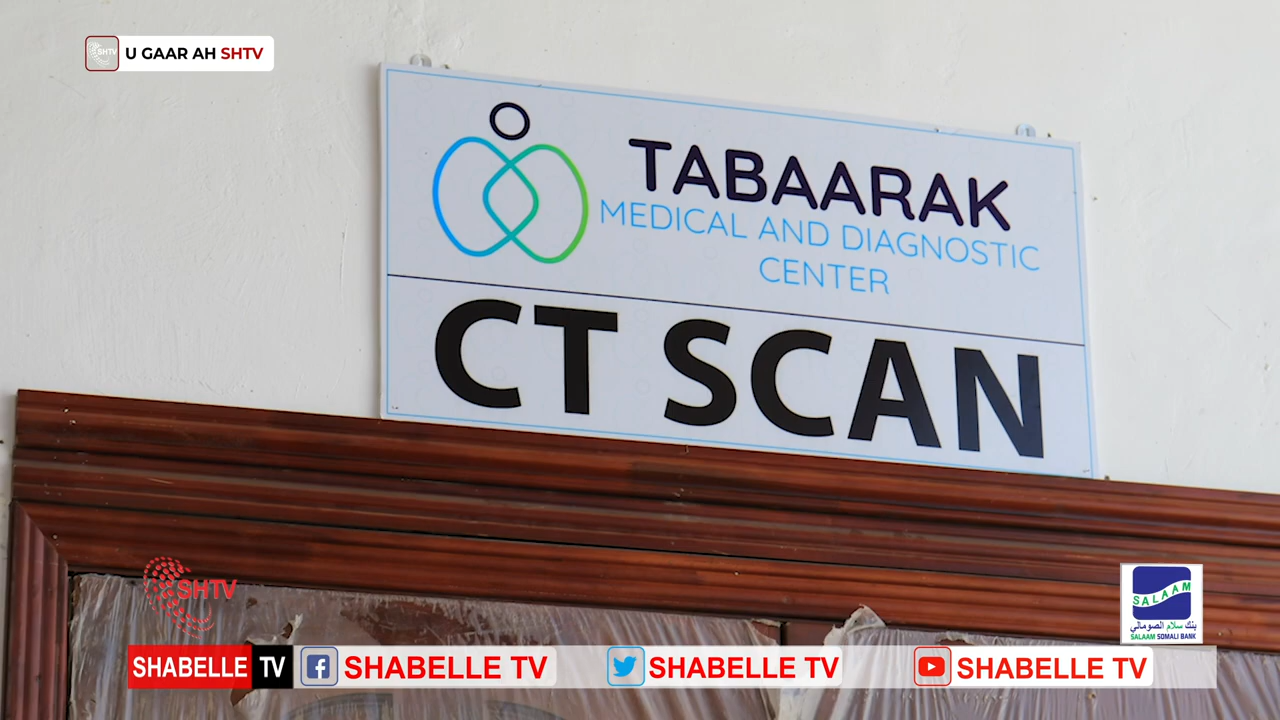 U GAAR AH SHTV
TABAARAK
MEDICAL AND DIAGNOSTIC
CENTER
CT SCAN
SHTV
SALAAM
بنك سلام الصومالي
SALAAM SOMALI BANK
SHABELLE TV
SHABELLE TV
SHABELLE TV
SHABELLE TV